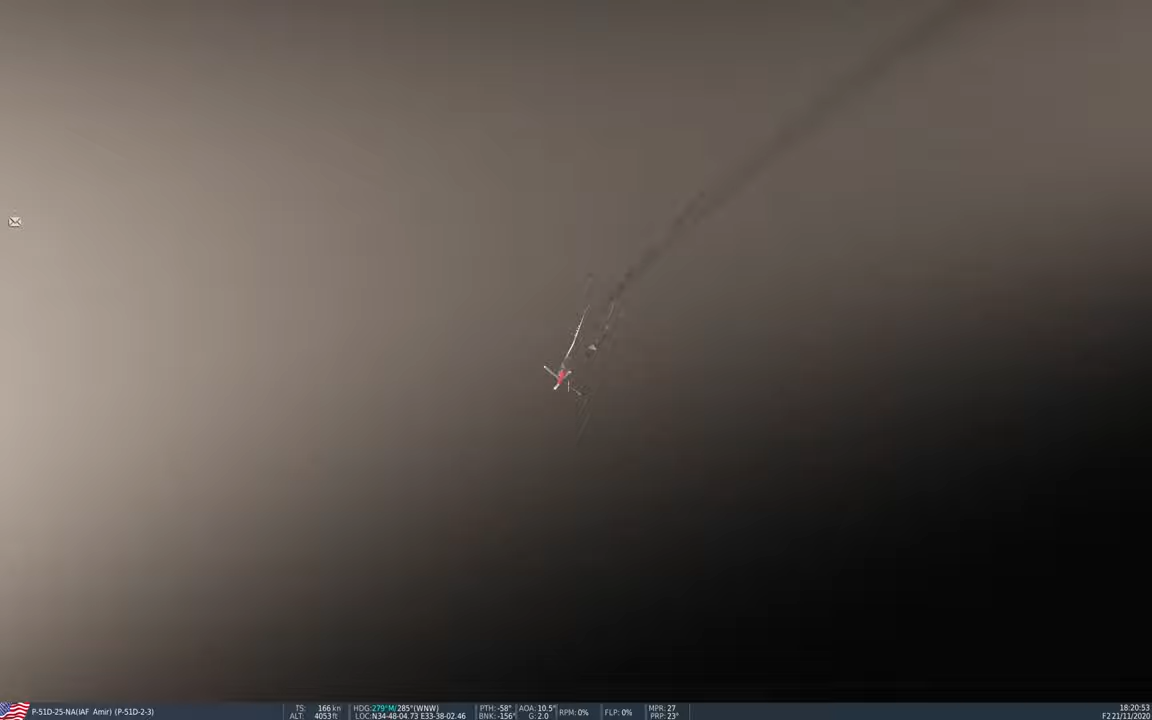 P-51D-25-NA(IAF Amir) (P-51D-2-3)
TS: 166 kn
ALT: 4053 ft
HDG:279°M/285°(WNW)
LOC:N34-48-04.73 E33-38-02.46
PTH: -58°
BNK:-156°
AOA: 10.5°
G: 2.0
RPM: 0%
FLP: 0%
MPR: 27
PRP: 23°
18:20:53
F2 21/11/2020